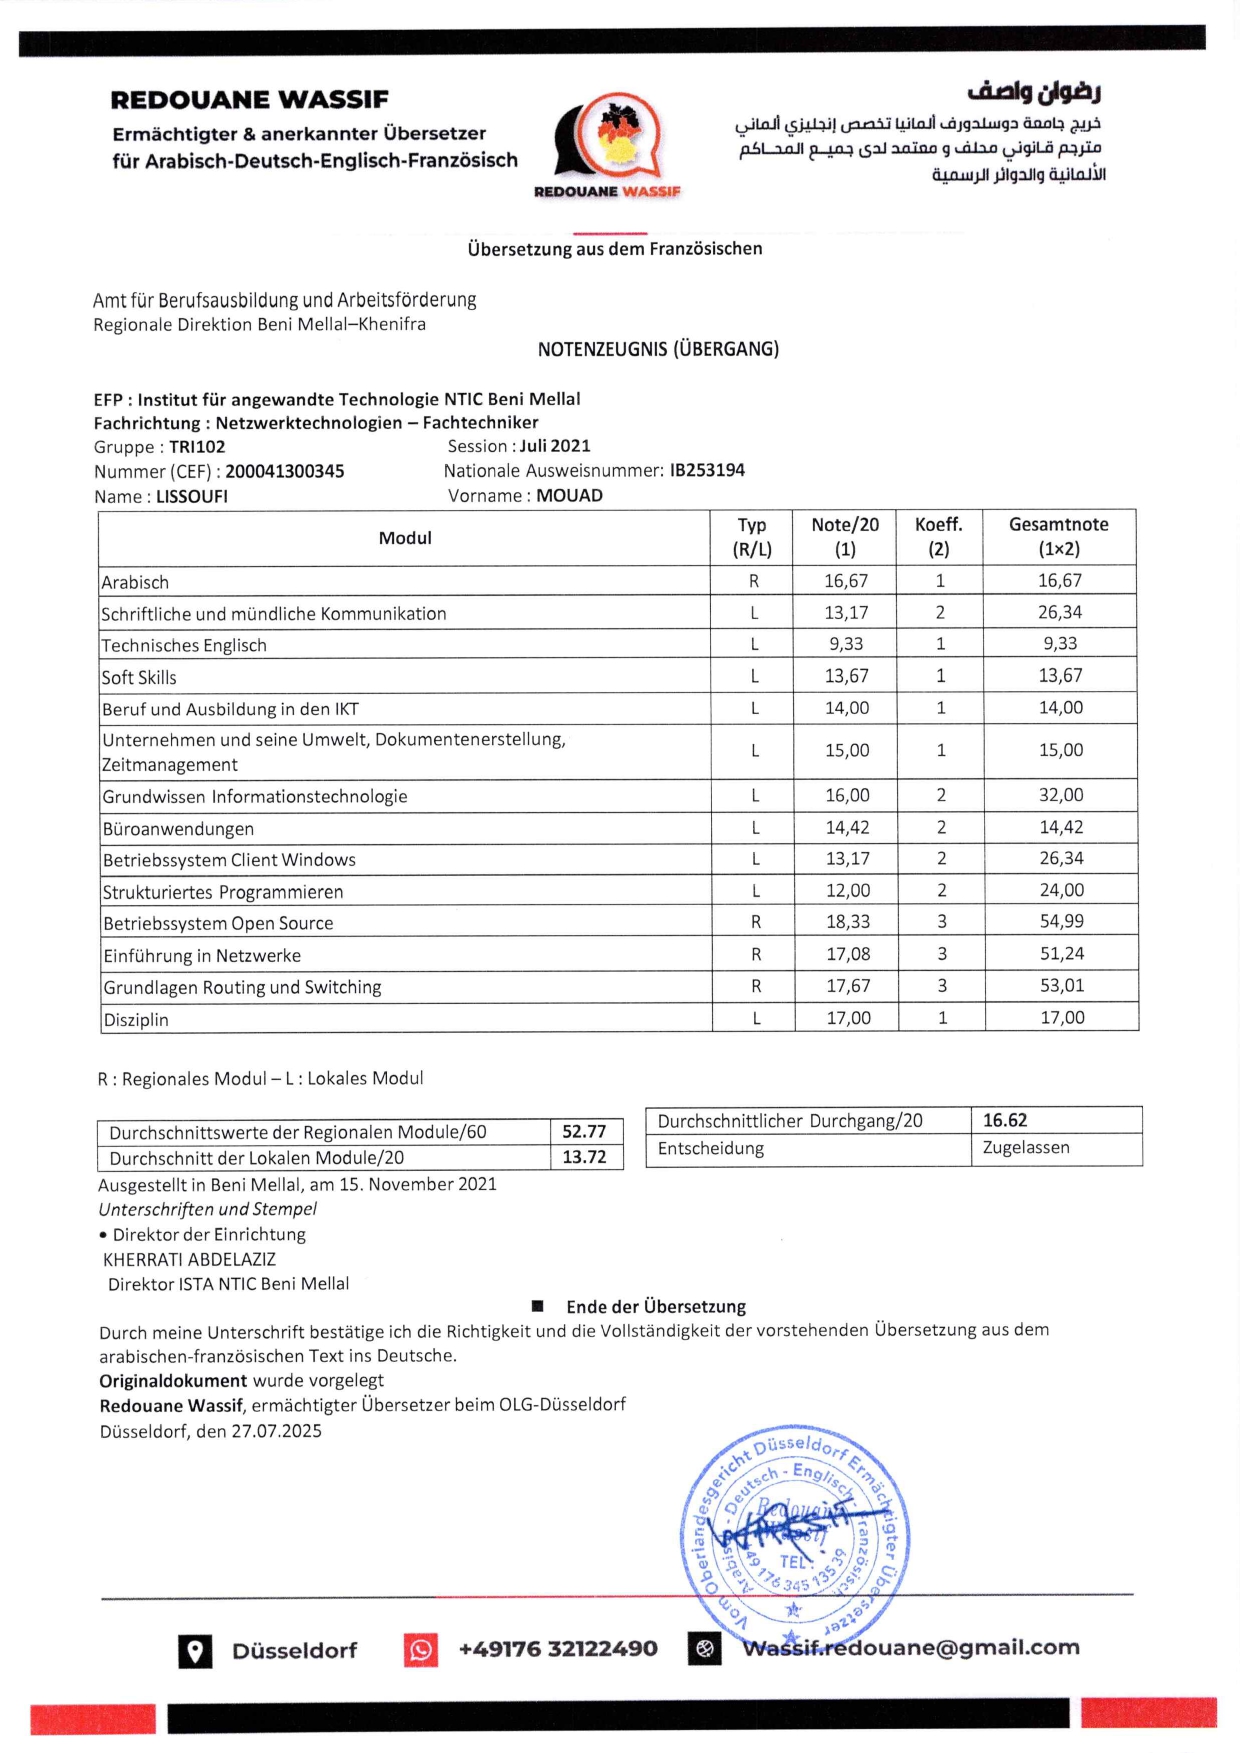 REDOUANE WASSIF
Ermächtigter & anerkannter Übersetzer
für Arabisch-Deutsch-Englisch-Französisch
REDOUANE WASSIF
رضوان واصف
خريج جامعة دوسلدورف ألمانيا تخصص إنجليزي ألماني
مترجم قانوني محلف و معتمد لدى جميع المحاكم
الألمانية والدوائر الرسمية
Übersetzung aus dem Französischen
Amt für Berufsausbildung und Arbeitsförderung
Regionale Direktion Beni Mellal–Khenifra
NOTENZEUGNIS (ÜBERGANG)
EFP : Institut für angewandte Technologie NTIC Beni Mellal
Fachrichtung : Netzwerktechnologien – Fachtechniker
Gruppe : TRI102 Session : Juli 2021
Nummer (CEF) : 200041300345 Nationale Ausweisnummer: IB253194
Name : LISSOUFI Vorname : MOUAD
Modul Typ (R/L) Note/20 (1) Koeff. (2) Gesamtnote (1×2)
Arabisch R 16,67 1 16,67
Schriftliche und mündliche Kommunikation L 13,17 2 26,34
Technisches Englisch L 9,33 1 9,33
Soft Skills L 13,67 1 13,67
Beruf und Ausbildung in den IKT L 14,00 1 14,00
Unternehmen und seine Umwelt, Dokumentenerstellung,
Zeitmanagement L 15,00 1 15,00
Grundwissen Informationstechnologie L 16,00 2 32,00
Büroanwendungen L 14,42 2 14,42
Betriebssystem Client Windows L 13,17 2 26,34
Strukturiertes Programmieren L 12,00 2 24,00
Betriebssystem Open Source R 18,33 3 54,99
Einführung in Netzwerke R 17,08 3 51,24
Grundlagen Routing und Switching R 17,67 3 53,01
Disziplin L 17,00 1 17,00
R : Regionales Modul – L : Lokales Modul
Durchschnittswerte der Regionalen Module/60 52.77
Durchschnitt der Lokalen Module/20 13.72
Durchschnittlicher Durchgang/20 16.62
Entscheidung Zugelassen
Ausgestellt in Beni Mellal, am 15. November 2021
Unterschriften und Stempel
• Direktor der Einrichtung
KHERRATI ABDELAZIZ
Direktor ISTA NTIC Beni Mellal
■ Ende der Übersetzung
Durch meine Unterschrift bestätige ich die Richtigkeit und die Vollständigkeit der vorstehenden Übersetzung aus dem
arabischen-französischen Text ins Deutsche.
Originaldokument wurde vorgelegt
Redouane Wassif, ermächtigter Übersetzer beim OLG-Düsseldorf
Düsseldorf, den 27.07.2025
Vom Oberlandesgericht Düsseldorf Ermächtigter Übersetzer
Arabisch - Deutsch - Englisch - Französisch
Redouane
Wassif
TEL:
+49 176 345 135 39
Düsseldorf
+49176 32122490
Wassif.redouane@gmail.com